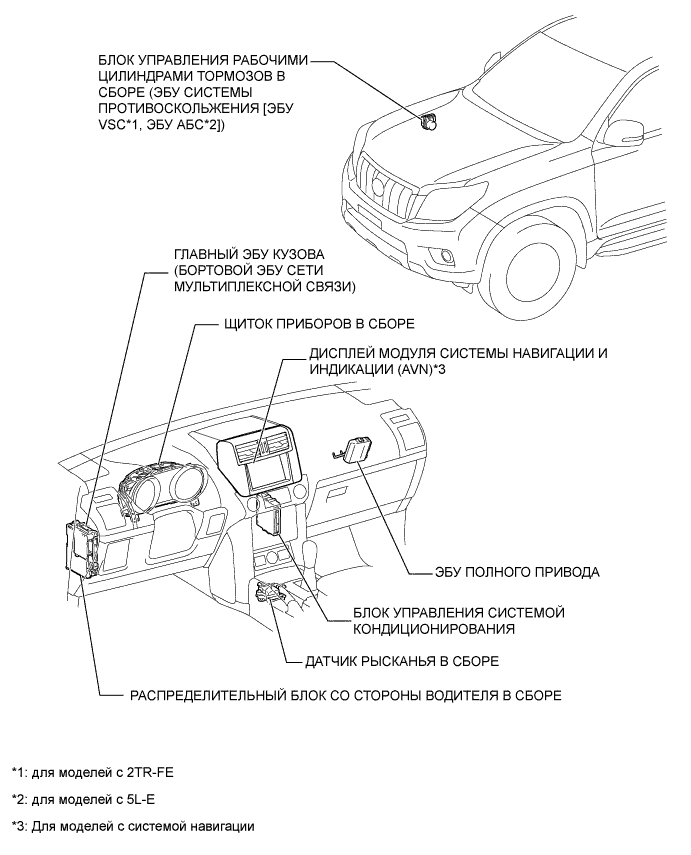 БЛОК УПРАВЛЕНИЯ РАБОЧИМИ
ЦИЛИНДРАМИ ТОРМОЗОВ В
СБОРЕ (ЭБУ СИСТЕМЫ
ПРОТИВОСКОЛЬЖЕНИЯ [ЭБУ
VSC*1, ЭБУ АБС*2])
ГЛАВНЫЙ ЭБУ КУЗОВА
(БОРТОВОЙ ЭБУ СЕТИ
МУЛЬТИПЛЕКСНОЙ СВЯЗИ)
ЩИТОК ПРИБОРОВ В СБОРЕ
ДИСПЛЕЙ МОДУЛЯ СИСТЕМЫ НАВИГАЦИИ И
ИНДИКАЦИИ (AVN)*3
ЭБУ ПОЛНОГО ПРИВОДА
БЛОК УПРАВЛЕНИЯ СИСТЕМОЙ
КОНДИЦИОНИРОВАНИЯ
ДАТЧИК РЫСКАНЬЯ В СБОРЕ
РАСПРЕДЕЛИТЕЛЬНЫЙ БЛОК СО СТОРОНЫ ВОДИТЕЛЯ В СБОРЕ
*1: для моделей с 2TR-FE
*2: для моделей с 5L-E
*3: Для моделей с системой навигации